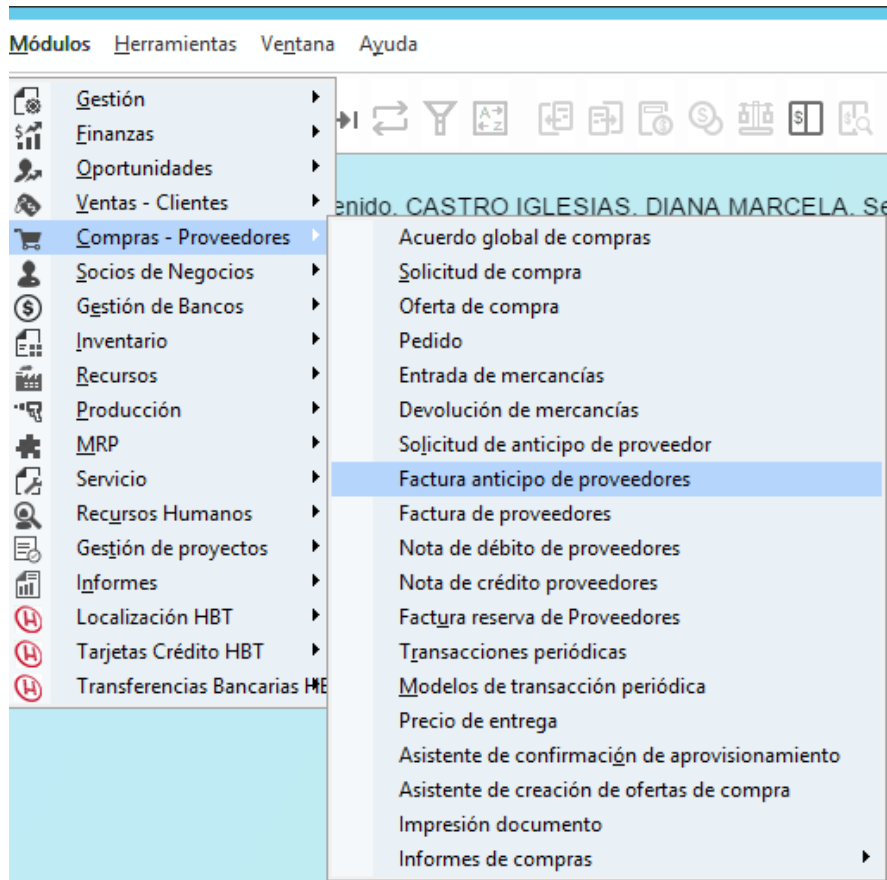 Módulos Herramientas Ventana Ayuda
Gestión
Finanzas
Oportunidades
Ventas - Clientes
enido, CASTRO IGLESIAS, DIANA MARCELA. Se
Compras - Proveedores
Socios de Negocios
Gestión de Bancos
Inventario
Recursos
Producción
MRP
Servicio
Recursos Humanos
Gestión de proyectos
Informes
Localización HBT
Tarjetas Crédito HBT
Transferencias Bancarias HB
Acuerdo global de compras
Solicitud de compra
Oferta de compra
Pedido
Entrada de mercancías
Devolución de mercancías
Solicitud de anticipo de proveedor
Factura anticipo de proveedores
Factura de proveedores
Nota de débito de proveedores
Nota de crédito proveedores
Factura reserva de Proveedores
Transacciones periódicas
Modelos de transacción periódica
Precio de entrega
Asistente de confirmación de aprovisionamiento
Asistente de creación de ofertas de compra
Impresión documento
Informes de compras